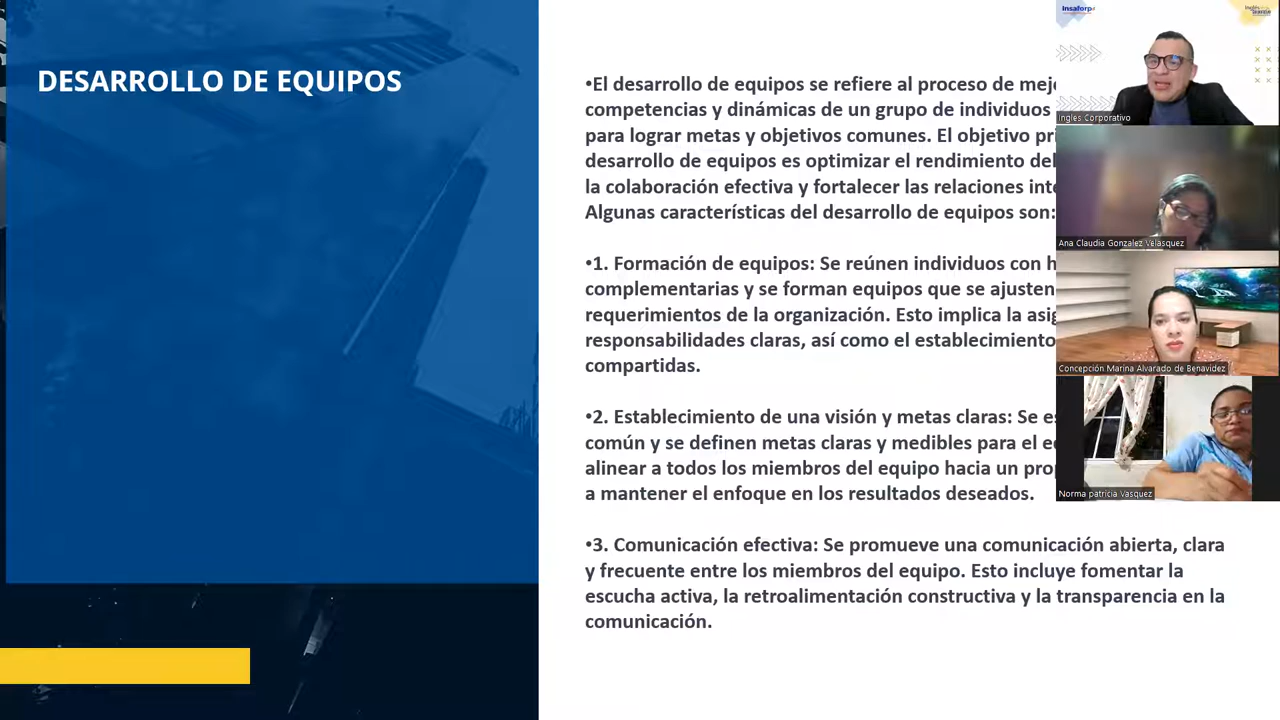 DESARROLLO DE EQUIPOS
•El desarrollo de equipos se refiere al proceso de
competencias y dinámicas de un grupo de individuos
para lograr metas y objetivos comunes. El objetivo
desarrollo de equipos es optimizar el rendimiento
la colaboración efectiva y fortalecer las relaciones
Algunas características del desarrollo de equipos son:
•1. Formación de equipos: Se reúnen individuos con
complementarias y se forman equipos que se ajusten
requerimientos de la organización. Esto implica la
responsabilidades claras, así como el establecimiento
compartidas.
•2. Establecimiento de una visión y metas claras: Se
común y se definen metas claras y medibles para el
alinear a todos los miembros del equipo hacia un
a mantener el enfoque en los resultados deseados.
•3. Comunicación efectiva: Se promueve una comunicación abierta, clara
y frecuente entre los miembros del equipo. Esto incluye fomentar la
escucha activa, la retroalimentación constructiva y la transparencia en la
comunicación.
Insaforp
Ingles Corporativo
Ana Claudia Gonzalez Velasquez
Concepción Marina Alvarado de Benavidez
Norma patricia Vasquez